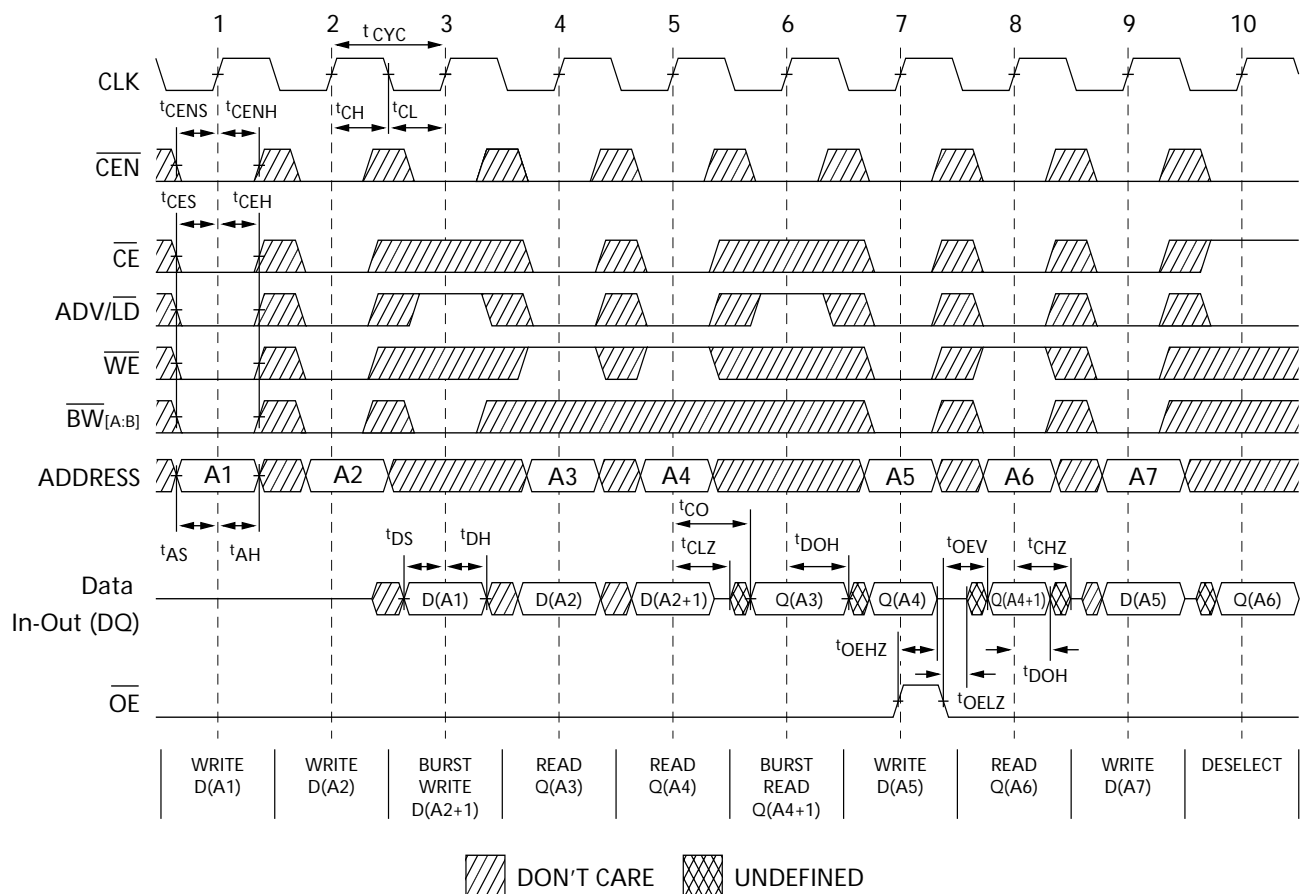 1 2 3 4 5 6 7 8 9 10
tCYC
CLK
tCENS tCENH tCH tCL
CEN
tCES tCEH
CE
ADV/LD
WE
BW[A:B]
ADDRESS A1 A2 A3 A4 A5 A6 A7
tCO
tAS tAH tDS tDH tCLZ tDOH tOEV tCHZ
Data
In-Out (DQ)
D(A1) D(A2) D(A2+1) Q(A3) Q(A4) Q(A4+1) D(A5) Q(A6)
tOEHZ tDOH
tOELZ
OE
WRITE
D(A1)
WRITE
D(A2)
BURST
WRITE
D(A2+1)
READ
Q(A3)
READ
Q(A4)
BURST
READ
Q(A4+1)
WRITE
D(A5)
READ
Q(A6)
WRITE
D(A7)
DESELECT
DON'T CARE UNDEFINED